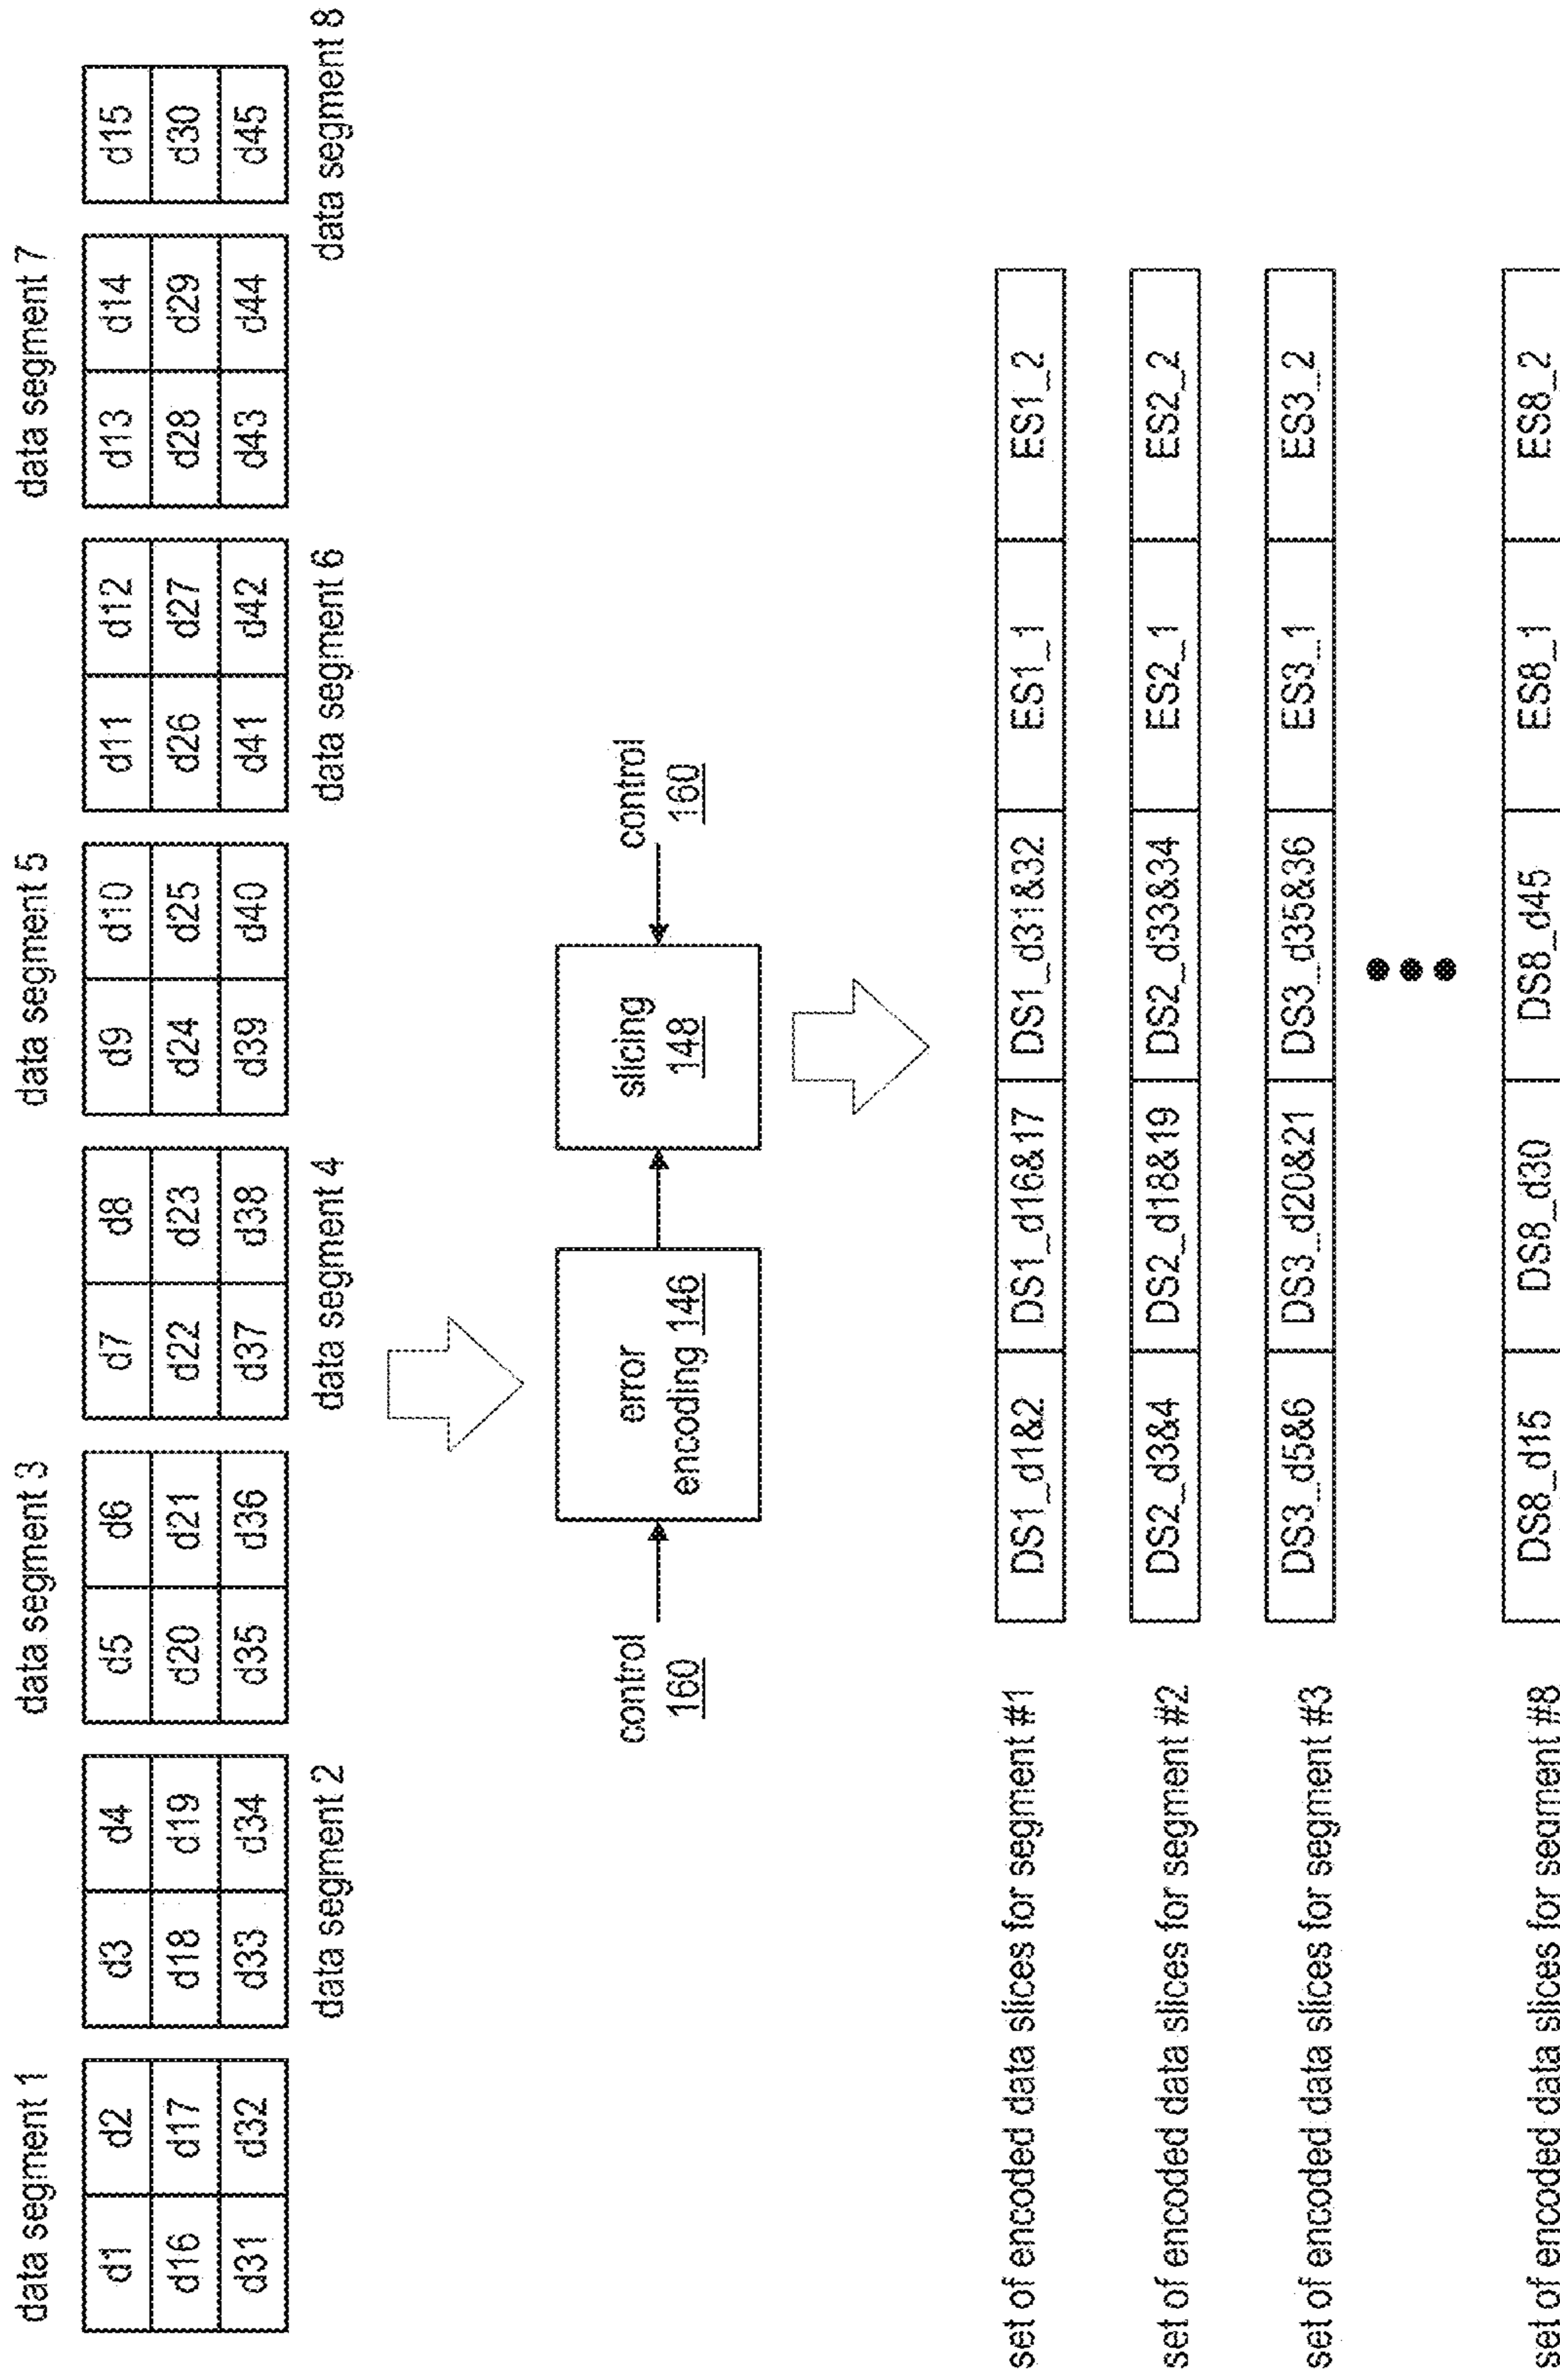 data segment 1
data segment 3
data segment 5
data segment 7
d1 d2 d3 d4 d5 d6 d7 d8 d9 d10 d11 d12 d13 d14 d15
d16 d17 d18 d19 d20 d21 d22 d23 d24 d25 d26 d27 d28 d29 d30
d31 d32 d33 d34 d35 d36 d37 d38 d39 d40 d41 d42 d43 d44 d45
data segment 2
data segment 4
data segment 6
data segment 8
control
160
error
encoding 146
slicing
148
control
160
set of encoded data slices for segment #1 DS1_d1&2 DS1_d16&17 DS1_d31&32 ES1_1 ES1_2
set of encoded data slices for segment #2 DS2_d3&4 DS2_d18&19 DS2_d33&34 ES2_1 ES2_2
set of encoded data slices for segment #3 DS3_d5&6 DS3_d20&21 DS3_d35&36 ES3_1 ES3_2
set of encoded data slices for segment #8 DS8_d15 DS8_d30 DS8_d45 ES8_1 ES8_2